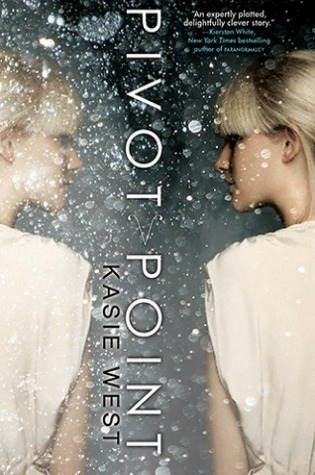 "An expertly plotted,
delightfully clever story."
—Kiersten White,
New York Times bestselling
author of PARANORMALCY
PIVOT POINT
KASIE WEST